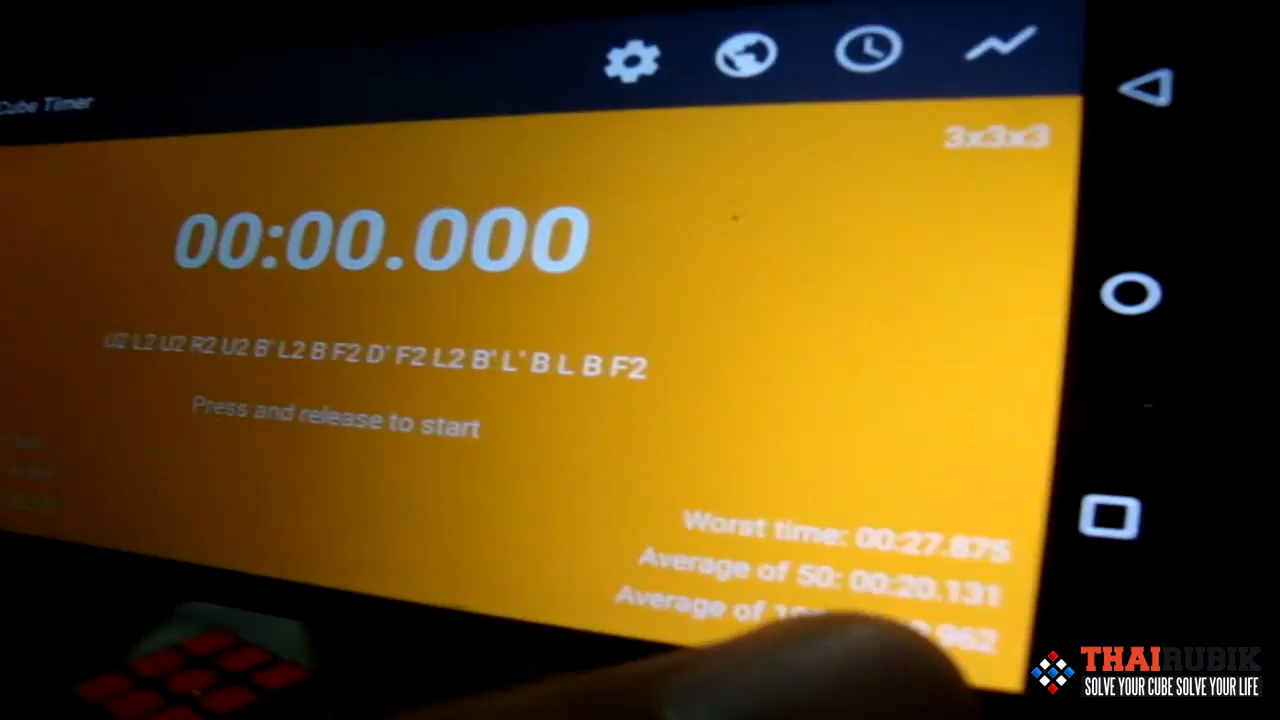 Cube Timer
3x3x3
00:00.000
U2 L2 U2 R2 U2 B' L2 B F2 D' F2 L2 B' L' B L B F2
Press and release to start
Worst time: 00:27.875
Average of 50: 00:20.131
Average of
962
THAIRUBIK
SOLVE YOUR CUBE SOLVE YOUR LIFE